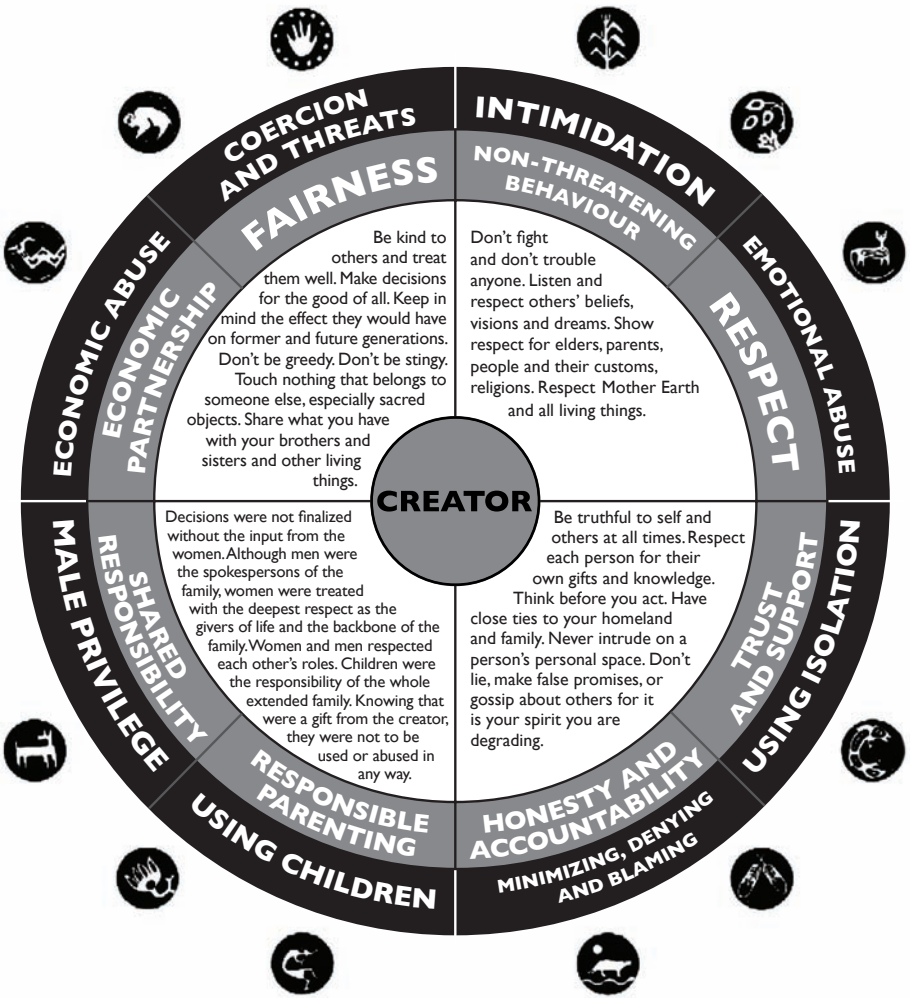 COERCION
AND THREATS
FAIRNESS
INTIMIDATION
NON-THREATENING
BEHAVIOUR
EMOTIONAL ABUSE
RESPECT
ECONOMIC ABUSE
ECONOMIC
PARTNERSHIP
Be kind to
others and treat
them well. Make decisions
for the good of all. Keep in
mind the effect they would have
on former and future generations.
Don't be greedy. Don't be stingy.
Touch nothing that belongs to
someone else, especially sacred
objects. Share what you have
with your brothers and
sisters and other living
things.
Don't fight
and don't trouble
anyone. Listen and
respect others' beliefs,
visions and dreams. Show
respect for elders, parents,
people and their customs,
religions. Respect Mother Earth
and all living things.
CREATOR
Decisions were not finalized
without the input from the
women. Although men were
the spokespersons of the
family, women were treated
with the deepest respect as the
givers of life and the backbone of the
family. Women and men respected
each other's roles. Children were
the responsibility of the whole
extended family. Knowing that
were a gift from the creator,
they were not to be
used or abused in
any way.
Be truthful to self and
others at all times. Respect
each person for their
own gifts and knowledge.
Think before you act. Have
close ties to your homeland
and family. Never intrude on a
person's personal space. Don't
lie, make false promises, or
gossip about others for it
is your spirit you are
degrading.
MALE PRIVILEGE
SHARED
RESPONSIBILITY
TRUST
AND SUPPORT
USING ISOLATION
RESPONSIBLE
PARENTING
USING CHILDREN
HONESTY AND
ACCOUNTABILITY
MINIMIZING, DENYING
AND BLAMING